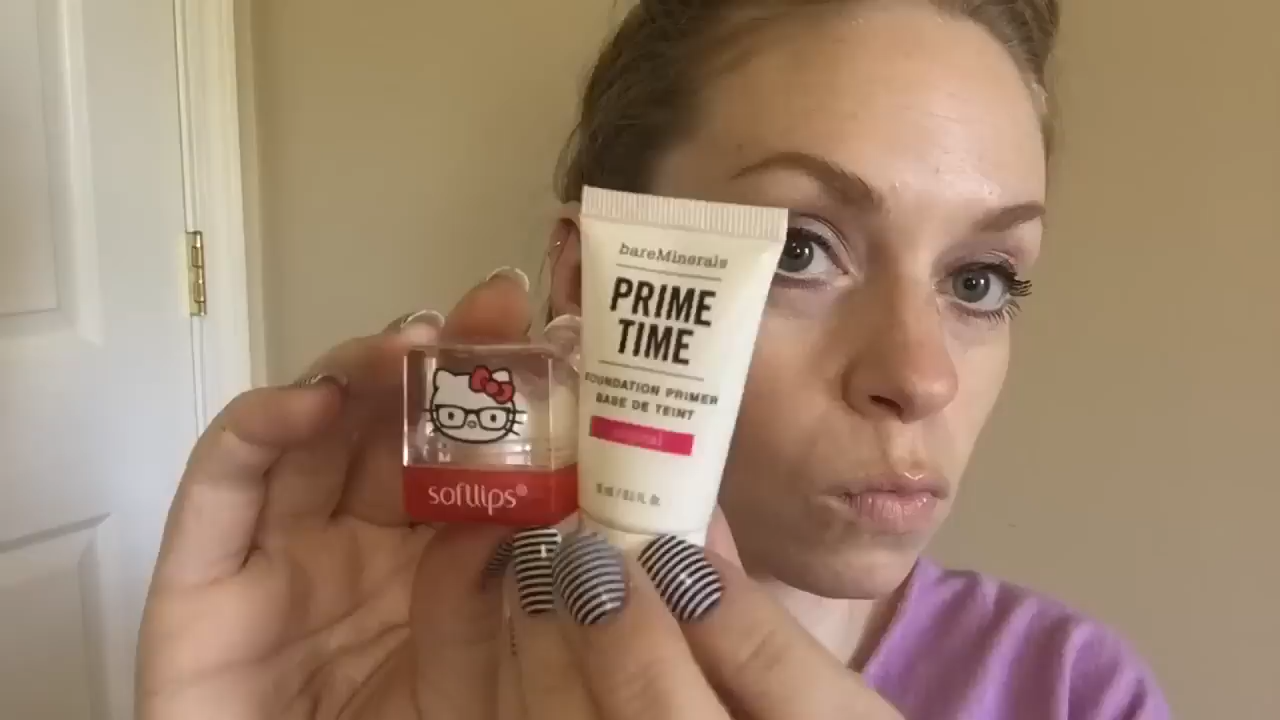 bareMinerals
PRIME
TIME
FOUNDATION PRIMER
BASE DE TEINT
softlips®